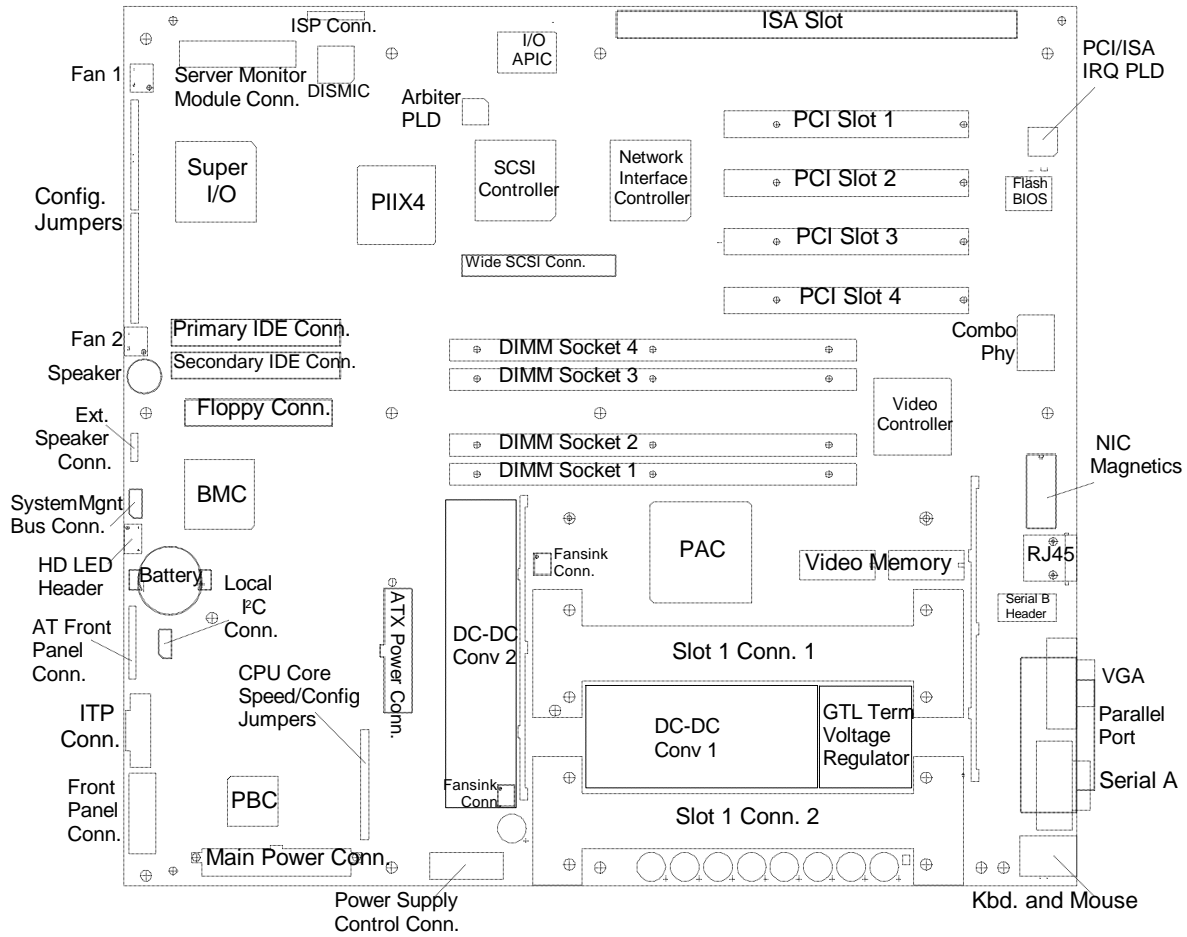 ISP Conn.
ISA Slot
Fan 1
Server Monitor
Module Conn.
DISMIC
I/O
APIC
PCI/ISA
IRQ PLD
Arbiter
PLD
PCI Slot 1
Super
I/O
PIIX4
SCSI
Controller
Network
Interface
Controller
PCI Slot 2
Flash
BIOS
Config.
Jumpers
PCI Slot 3
Wide SCSI Conn.
PCI Slot 4
Fan 2
Primary IDE Conn.
Secondary IDE Conn.
Combo
Phy
DIMM Socket 4
DIMM Socket 3
Speaker
Floppy Conn.
Video
Controller
Ext.
Speaker
Conn.
DIMM Socket 2
DIMM Socket 1
NIC
Magnetics
SystemMgnt
Bus Conn.
BMC
PAC
HD LED
Header
Battery
Fansink
Conn.
Video Memory
RJ45
Local
I²C
Conn.
Serial B
Header
AT Front
Panel
Conn.
ATX Power Conn.
DC-DC
Conv 2
Slot 1 Conn. 1
CPU Core
Speed/Config
Jumpers
VGA
ITP
Conn.
DC-DC
Conv 1
GTL Term
Voltage
Regulator
Parallel
Port
Front
Panel
Conn.
PBC
Fansink
Conn.
Serial A
Slot 1 Conn. 2
Main Power Conn.
Power Supply
Control Conn.
Kbd. and Mouse